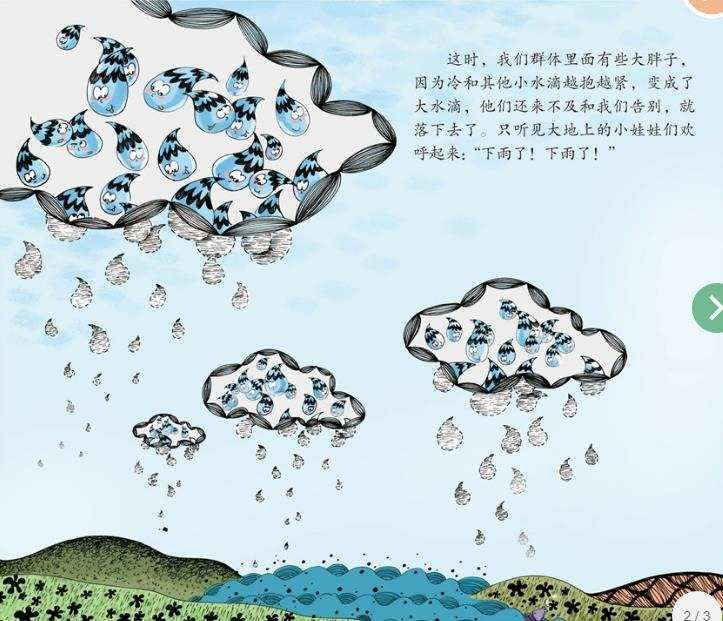 这时，我们群体里面有些大胖子，
因为冷和其他小水滴越抱越紧，变成了
大水滴，他们还来不及和我们告别，就
落下去了。只听见大地上的小娃娃们欢
呼起来：“下雨了！下雨了！”
2 / 3